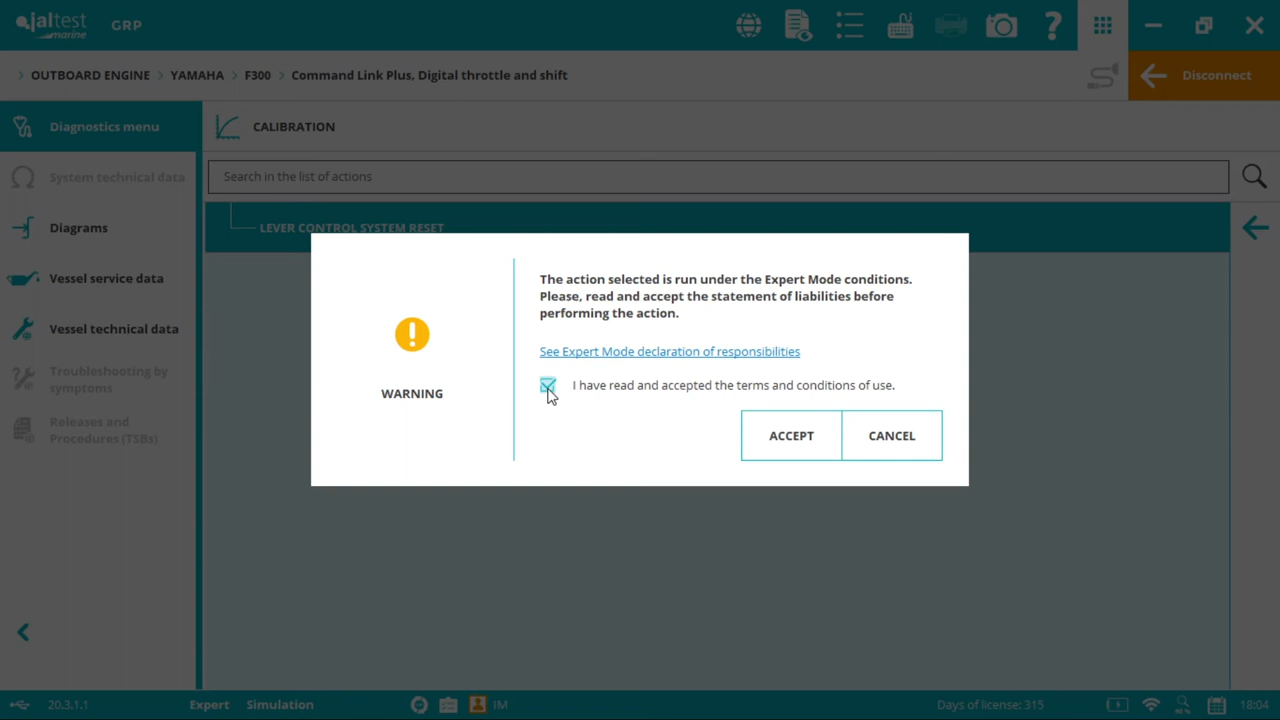 jaltest
marine
GRP
OUTBOARD ENGINE > YAMAHA > F300 > Command Link Plus, Digital throttle and shift
Disconnect
Diagnostics menu
CALIBRATION
System technical data
Search in the list of actions
Diagrams
LEVER CONTROL SYSTEM RESET
Vessel service data
Vessel technical data
Troubleshooting by
symptoms
Releases and
Procedures (TSBs)
WARNING
The action selected is run under the Expert Mode conditions.
Please, read and accept the statement of liabilities before
performing the action.
See Expert Mode declaration of responsibilities
I have read and accepted the terms and conditions of use.
ACCEPT
CANCEL
20.3.1.1
Expert
Simulation
IM
Days of license: 315
18:04